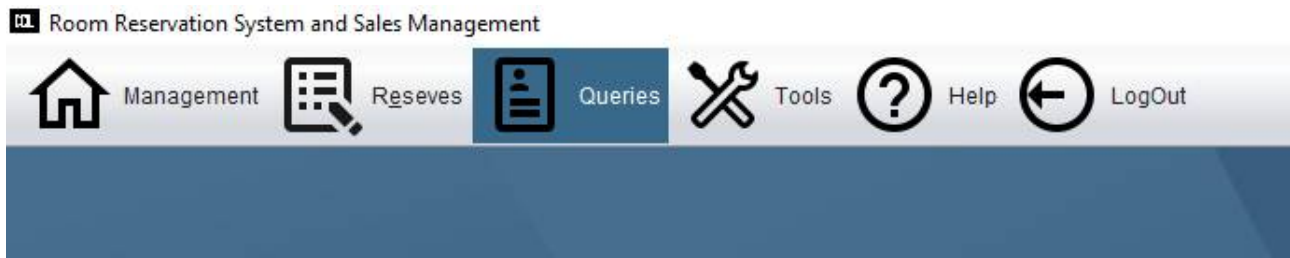 Room Reservation System and Sales Management
Management Reseves Queries Tools Help LogOut